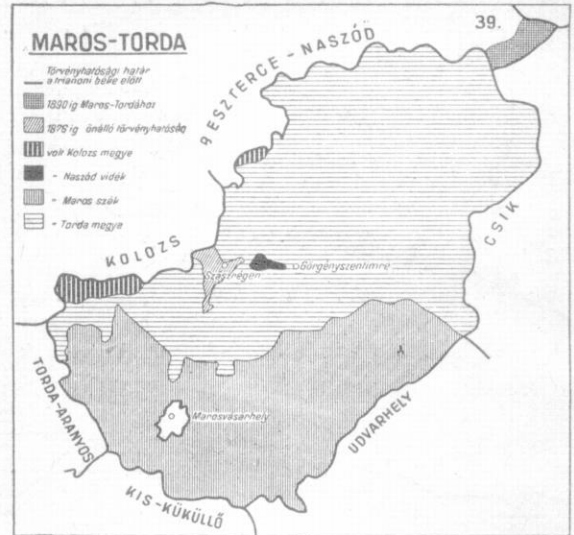 39.
MAROS-TORDA
Törvényhatósági határ
a trianoni béke előtt
1890 ig Maros-Tordához
1876 ig önálló törvényhatóság
volt Kolozs megye
- Naszód vidék
- Maros szék
- Torda megye
BESZTERCE-NASZÓD
CSIK
KOLOZS
Szászrégen
Görgényszentimre
Marosvásárhely
TORDA-ARANYOS
UDVARHELY
KIS-KÜKÜLLŐ